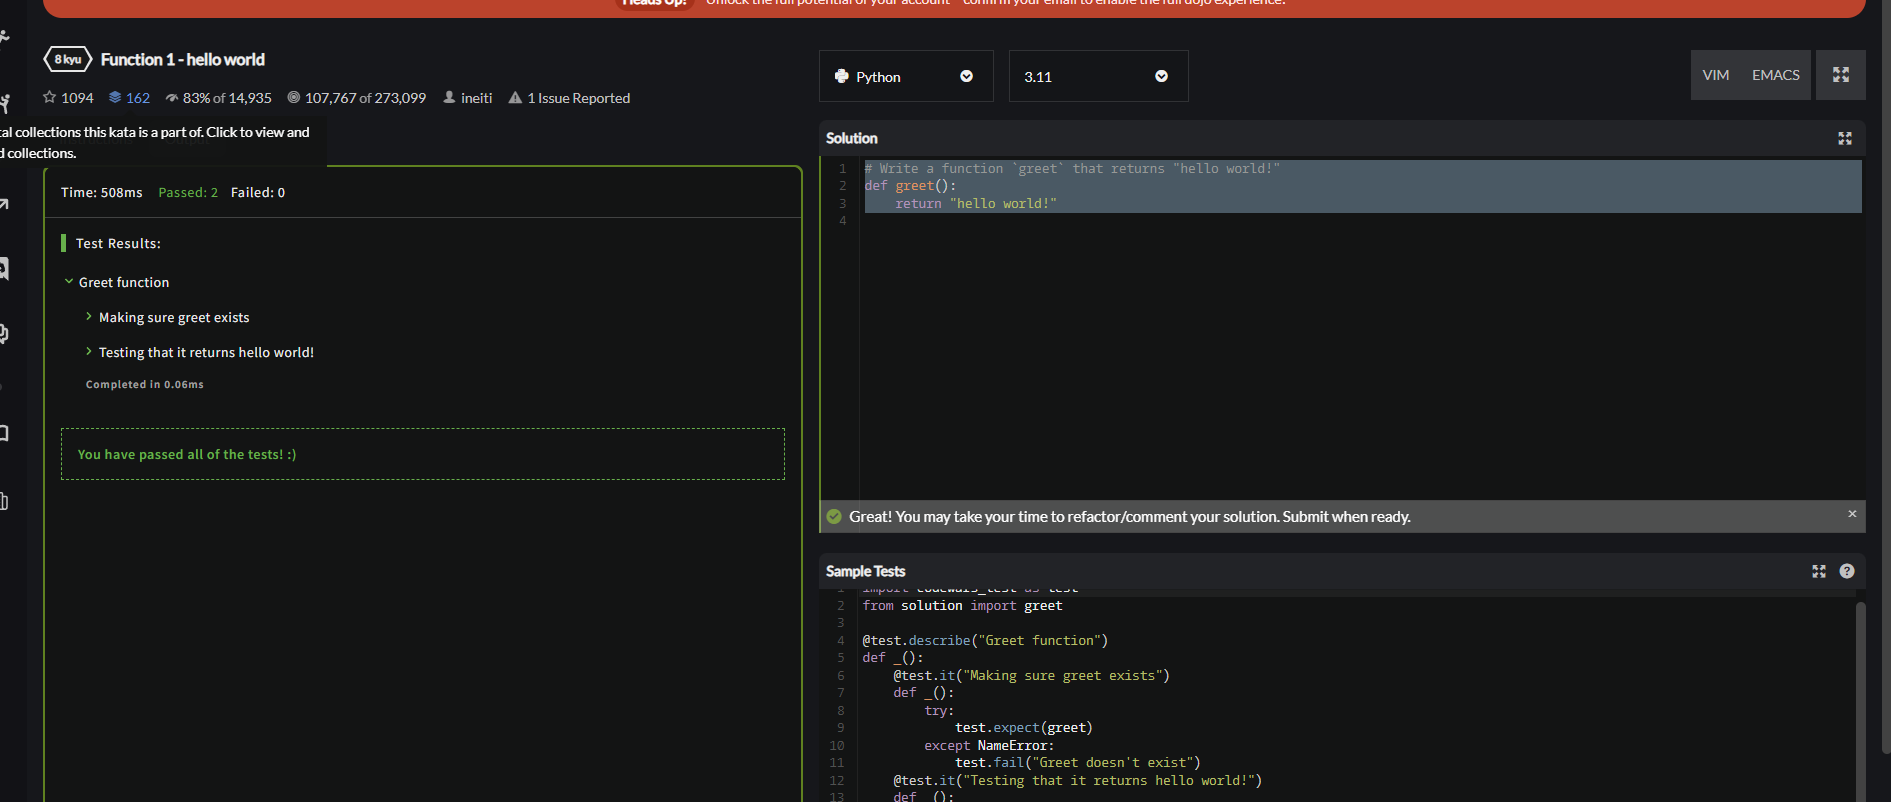 Heads Up! Unlock the full potential of your account - confirm your email to enable the full dojo experience.
8 kyu Function 1 - hello world
1094 162 83% of 14,935 107,767 of 273,099 ineiti 1 Issue Reported
collections this kata is a part of. Click to view and
collections.
Time: 508ms Passed: 2 Failed: 0
Test Results:
Greet function
Making sure greet exists
Testing that it returns hello world!
Completed in 0.06ms
You have passed all of the tests! :)
Python 3.11 VIM EMACS
Solution
1 # Write a function `greet` that returns "hello world!"
2 def greet():
3 return "hello world!"
4
Great! You may take your time to refactor/comment your solution. Submit when ready. ×
Sample Tests ?
1 import codewars_test as test
2 from solution import greet
3
4 @test.describe("Greet function")
5 def _():
6 @test.it("Making sure greet exists")
7 def _():
8 try:
9 test.expect(greet)
10 except NameError:
11 test.fail("Greet doesn't exist")
12 @test.it("Testing that it returns hello world!")
13 def _():